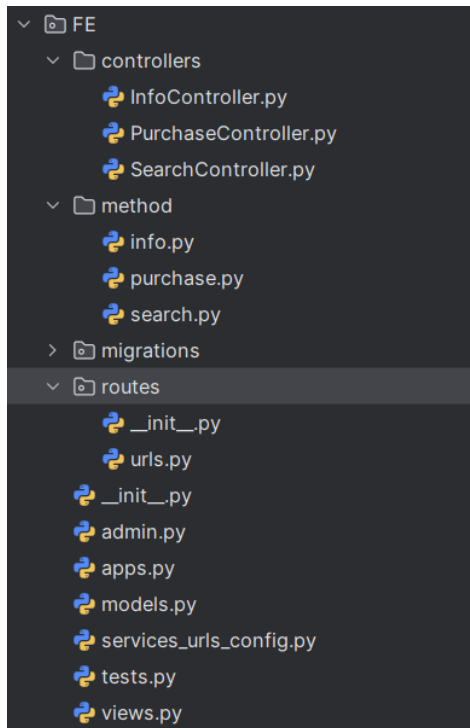 FE
controllers
InfoController.py
PurchaseController.py
SearchController.py
method
info.py
purchase.py
search.py
migrations
routes
__init__.py
urls.py
__init__.py
admin.py
apps.py
models.py
services_urls_config.py
tests.py
views.py